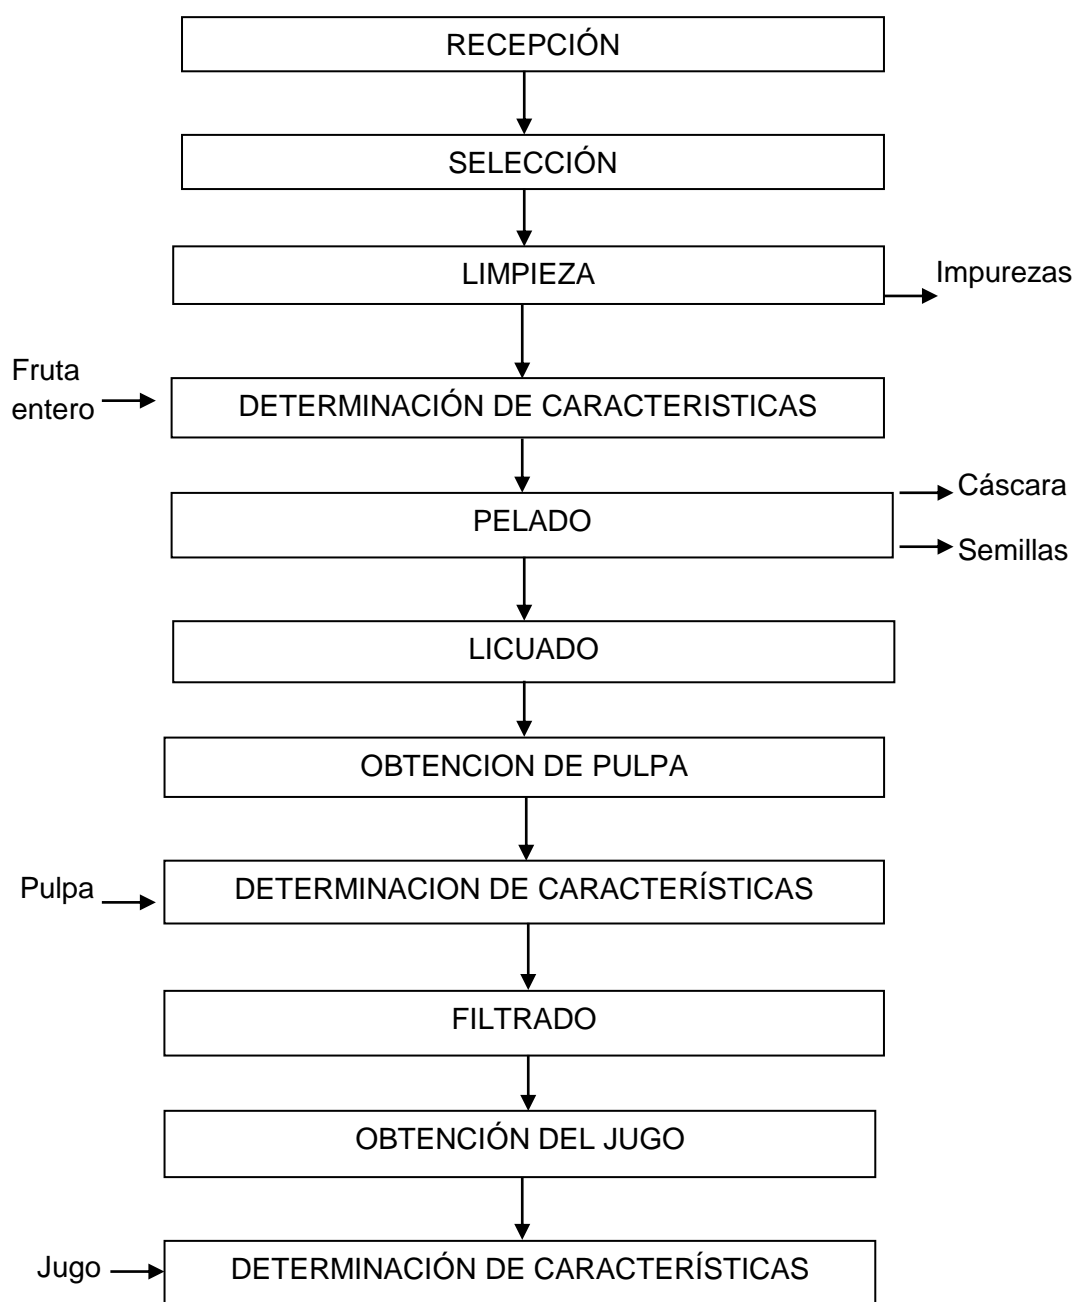 RECEPCIÓN
SELECCIÓN
LIMPIEZA
Impurezas
Fruta
entero
DETERMINACIÓN DE CARACTERISTICAS
Cáscara
PELADO
Semillas
LICUADO
OBTENCION DE PULPA
Pulpa
DETERMINACION DE CARACTERÍSTICAS
FILTRADO
OBTENCIÓN DEL JUGO
Jugo
DETERMINACIÓN DE CARACTERÍSTICAS